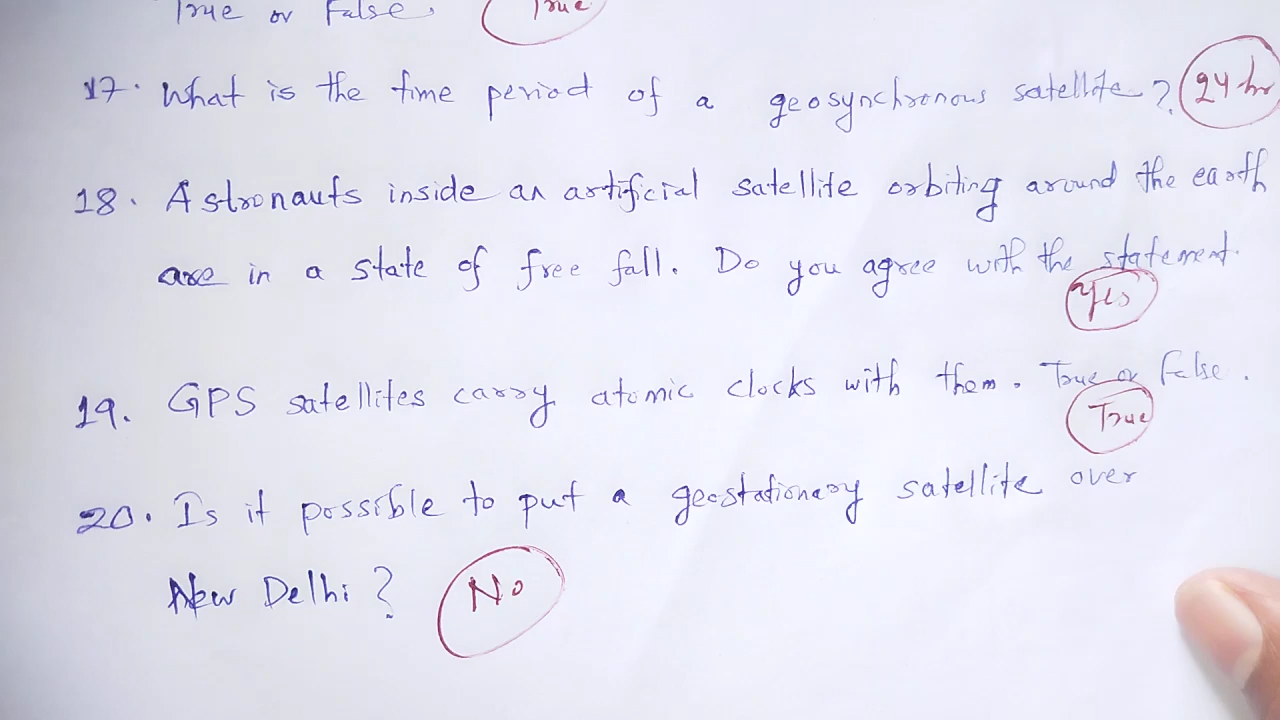 True or False. True
17. What is the time period of a geosynchronous satellite? 24 hr
18. Astronauts inside an artificial satellite orbiting around the earth
are in a state of free fall. Do you agree with the statement.
Yes
19. GPS satellites carry atomic clocks with them. True or False.
True
20. Is it possible to put a geostationary satellite over
New Delhi? No